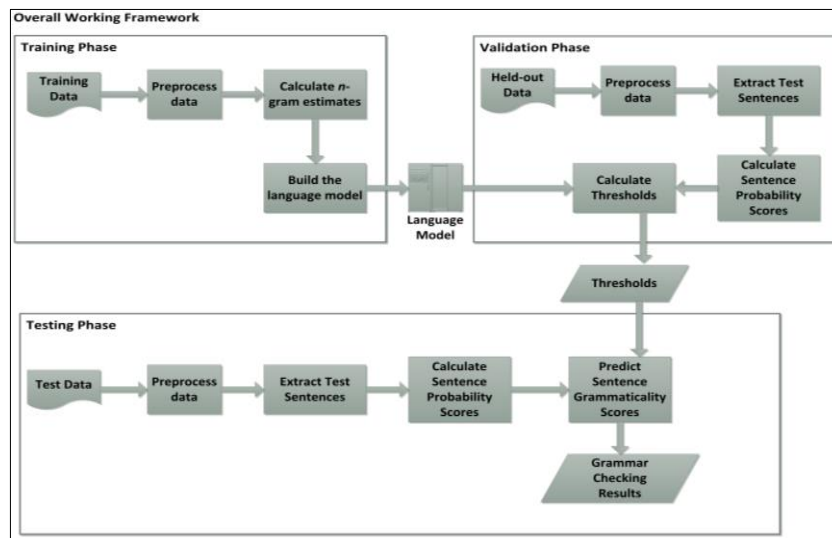 Overall Working Framework
Training Phase
Training
Data
Preprocess
data
Calculate n-
gram estimates
Build the
language model
Language
Model
Validation Phase
Held-out
Data
Preprocess
data
Extract Test
Sentences
Calculate
Sentence
Probability
Scores
Calculate
Thresholds
Thresholds
Testing Phase
Test Data
Preprocess
data
Extract Test
Sentences
Calculate
Sentence
Probability
Scores
Predict
Sentence
Grammaticality
Scores
Grammar
Checking
Results